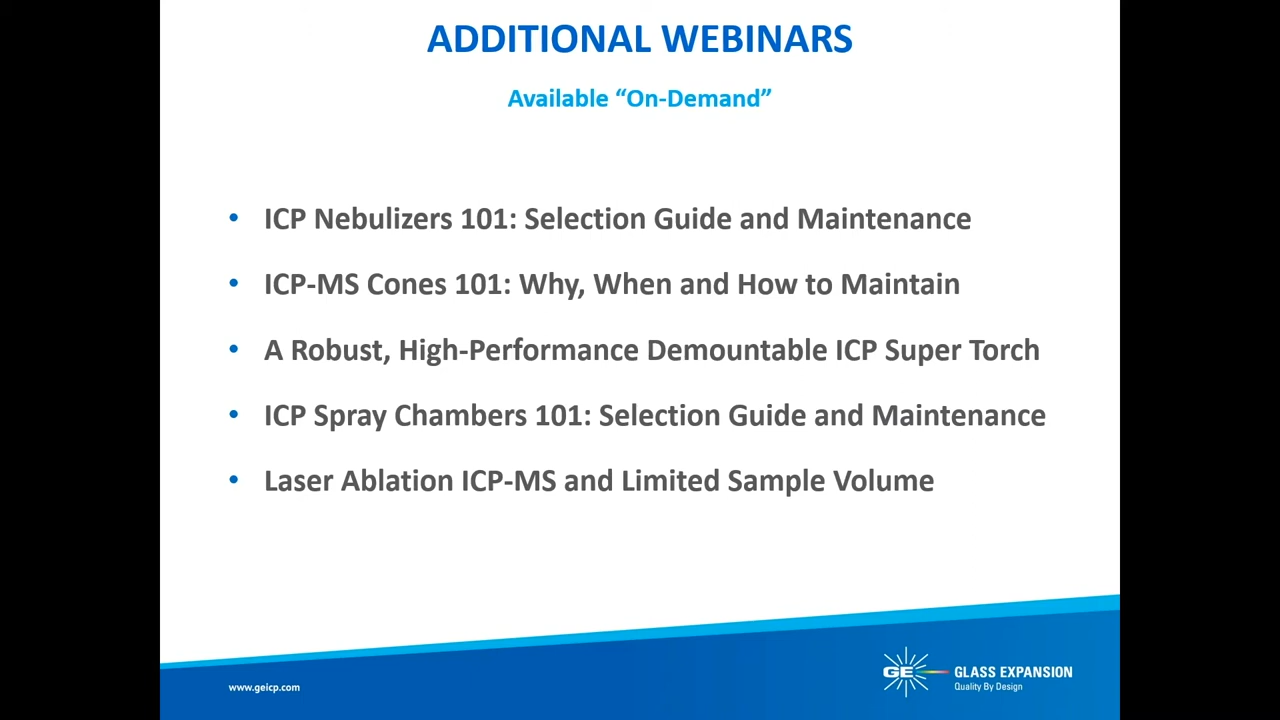 ADDITIONAL WEBINARS
Available “On-Demand”
• ICP Nebulizers 101: Selection Guide and Maintenance
• ICP-MS Cones 101: Why, When and How to Maintain
• A Robust, High-Performance Demountable ICP Super Torch
• ICP Spray Chambers 101: Selection Guide and Maintenance
• Laser Ablation ICP-MS and Limited Sample Volume
www.geicp.com
GE GLASS EXPANSION
Quality By Design